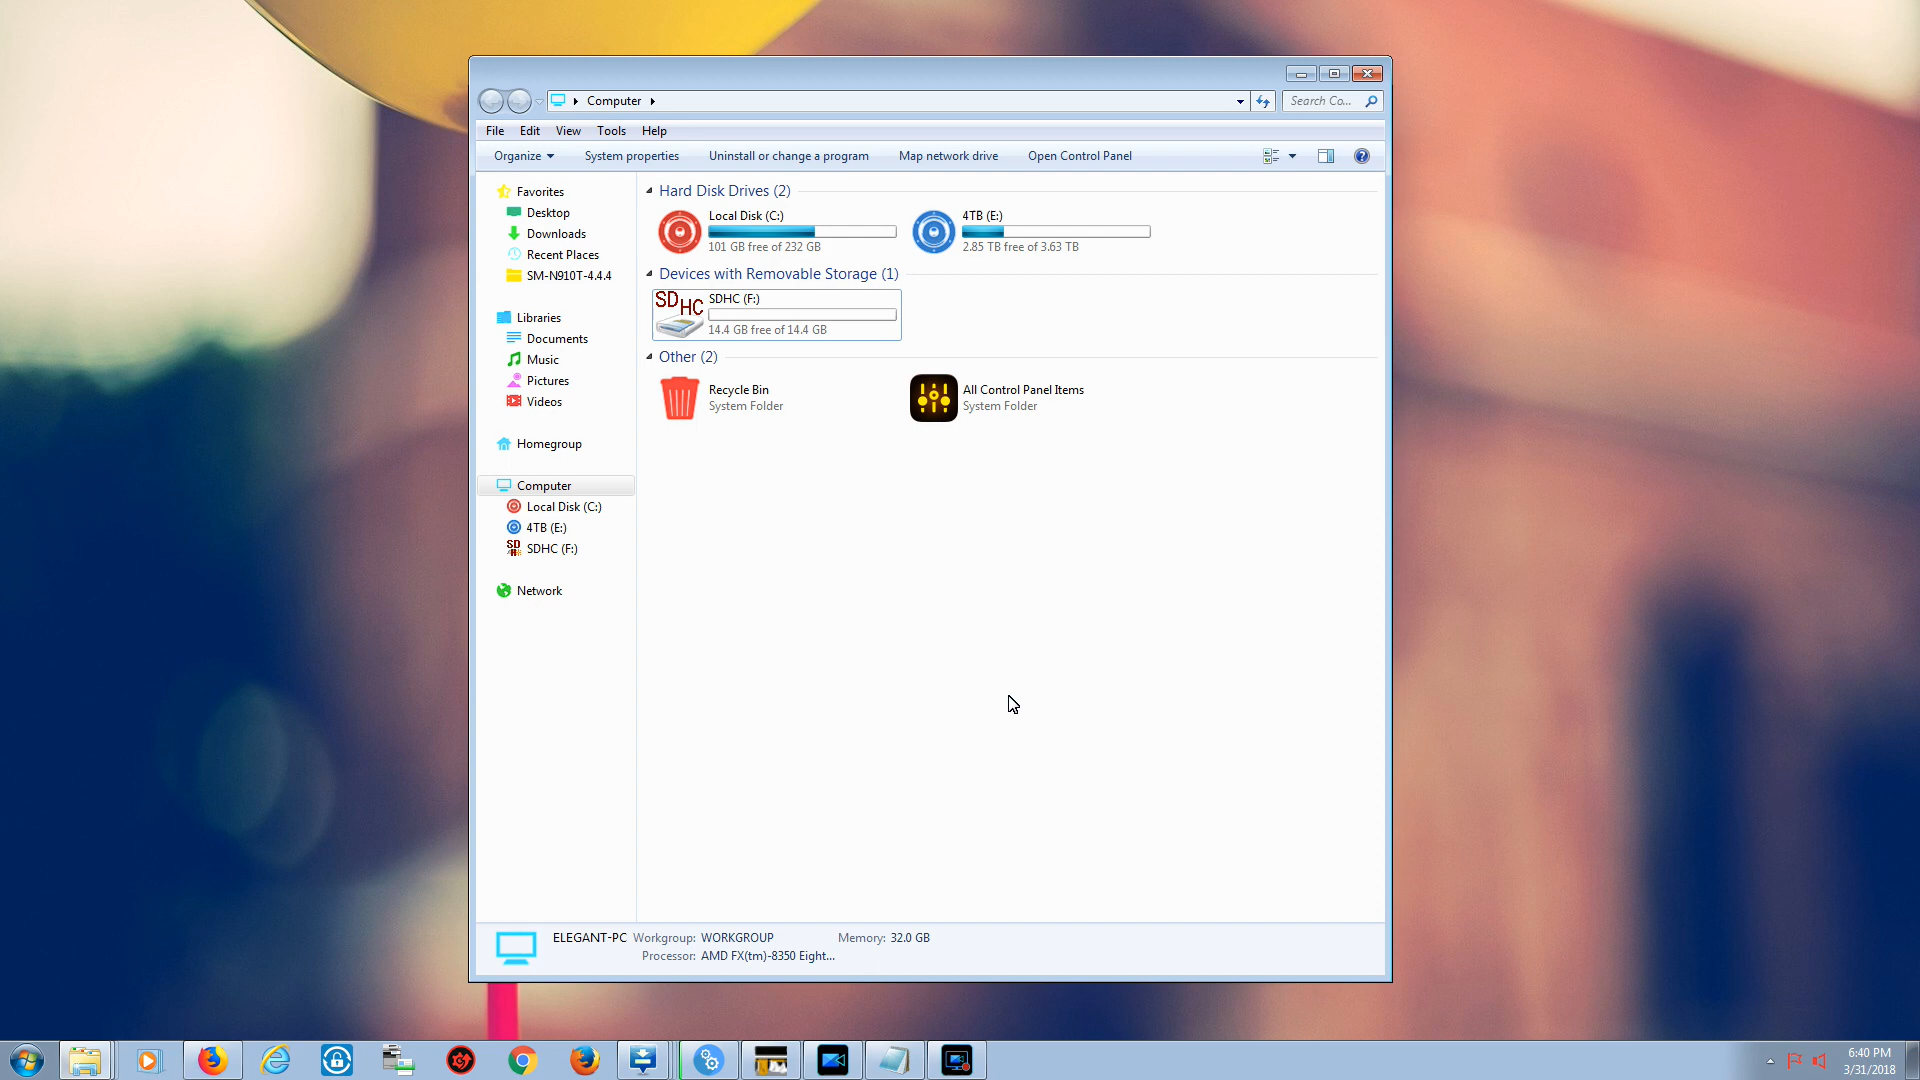 Computer
Search Co...
File Edit View Tools Help
Organize System properties Uninstall or change a program Map network drive Open Control Panel
Favorites
Desktop
Downloads
Recent Places
SM-N910T-4.4.4
Libraries
Documents
Music
Pictures
Videos
Homegroup
Computer
Local Disk (C:)
4TB (E:)
SDHC (F:)
Network
Hard Disk Drives (2)
Local Disk (C:)
101 GB free of 232 GB
4TB (E:)
2.85 TB free of 3.63 TB
Devices with Removable Storage (1)
SDHC
SDHC (F:)
14.4 GB free of 14.4 GB
Other (2)
Recycle Bin
System Folder
All Control Panel Items
System Folder
ELEGANT-PC Workgroup: WORKGROUP Memory: 32.0 GB
Processor: AMD FX(tm)-8350 Eight...
6:40 PM
3/31/2018